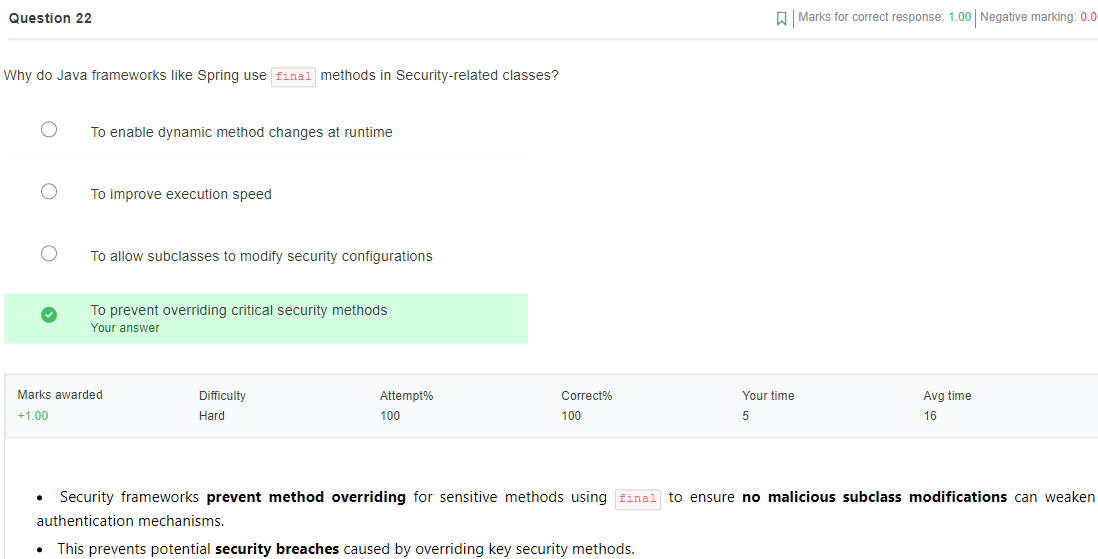 Question 22
Marks for correct response: 1.00 Negative marking: 0.0
Why do Java frameworks like Spring use final methods in Security-related classes?
To enable dynamic method changes at runtime
To improve execution speed
To allow subclasses to modify security configurations
To prevent overriding critical security methods
Your answer
Marks awarded Difficulty Attempt% Correct% Your time Avg time
+1.00 Hard 100 100 5 16
• Security frameworks prevent method overriding for sensitive methods using final to ensure no malicious subclass modifications can weaken
authentication mechanisms.
• This prevents potential security breaches caused by overriding key security methods.